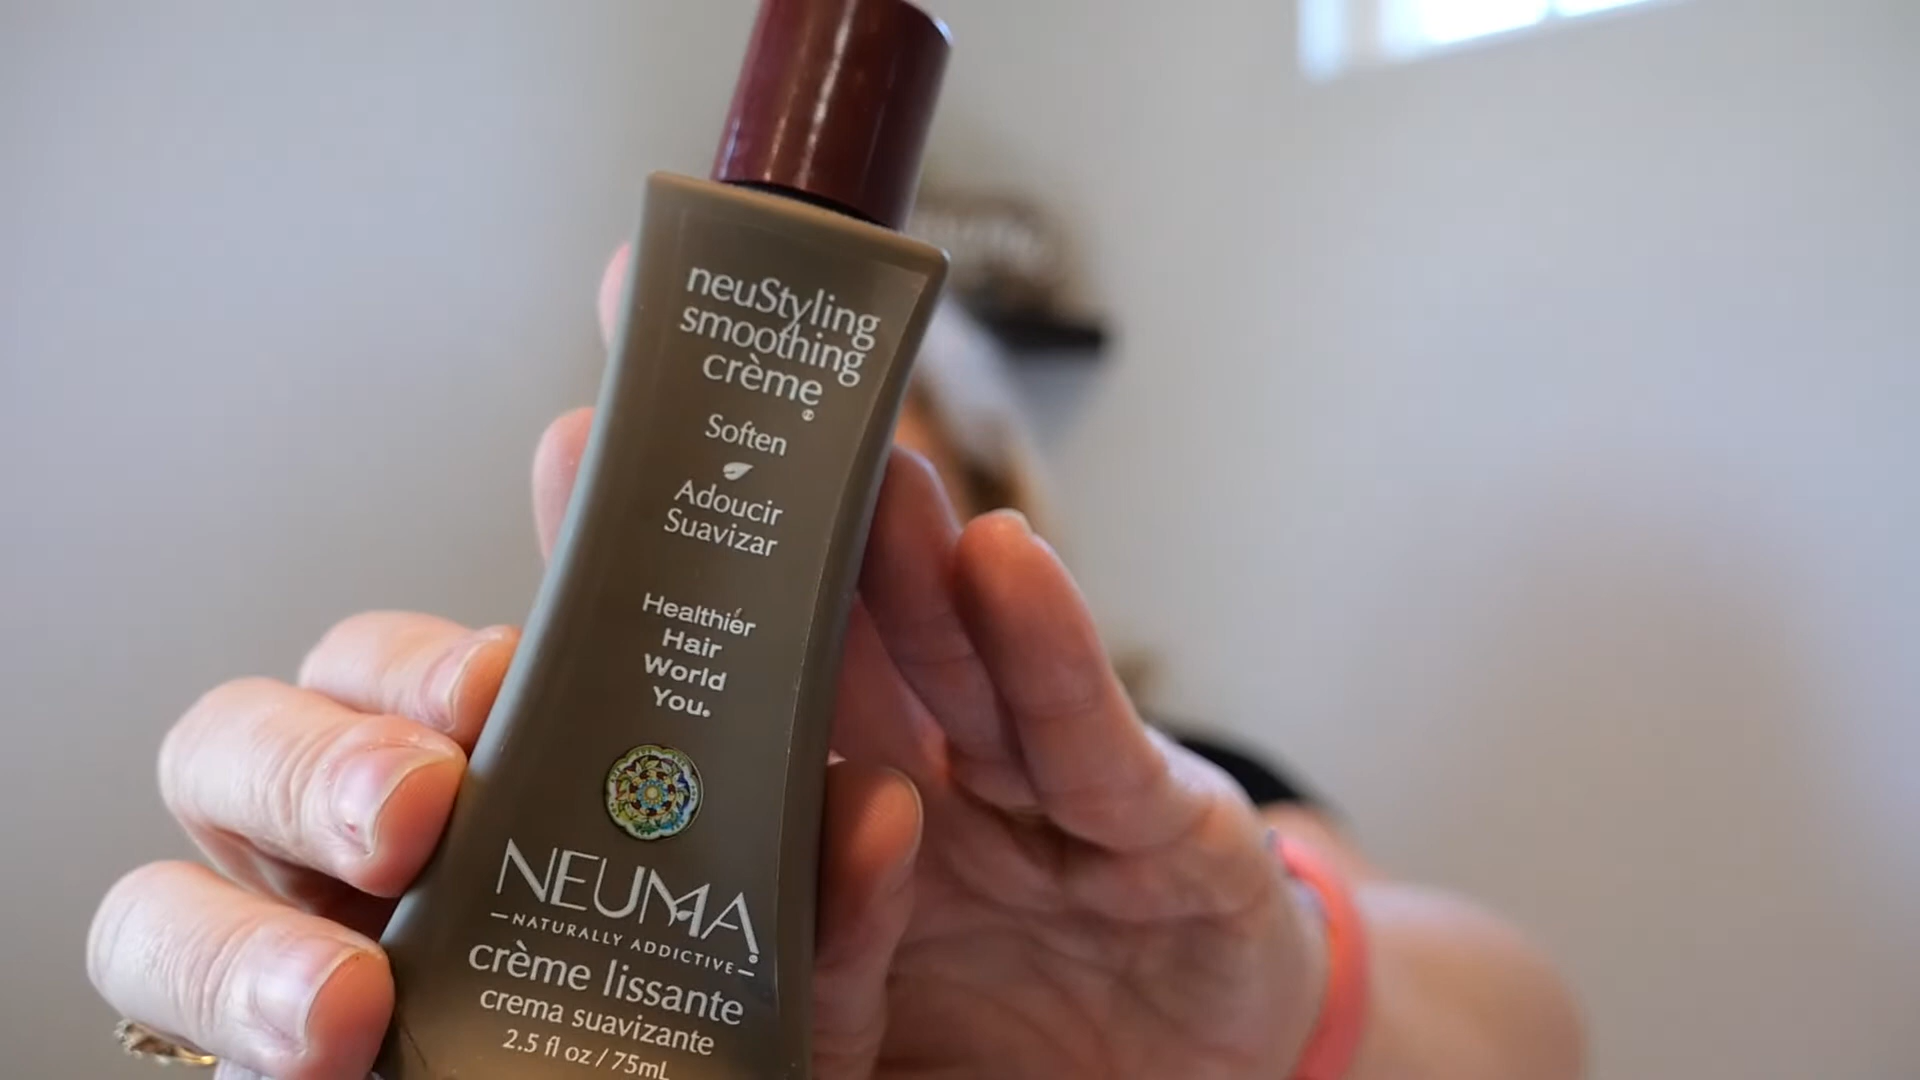 neuStyling
smoothing
crème
Soften
Adoucir
Suavizar
Healthier
Hair
World
You.
NEUMA
NATURALLY ADDICTIVE
crème lissante
crema suavizante
2.5 fl oz / 75mL